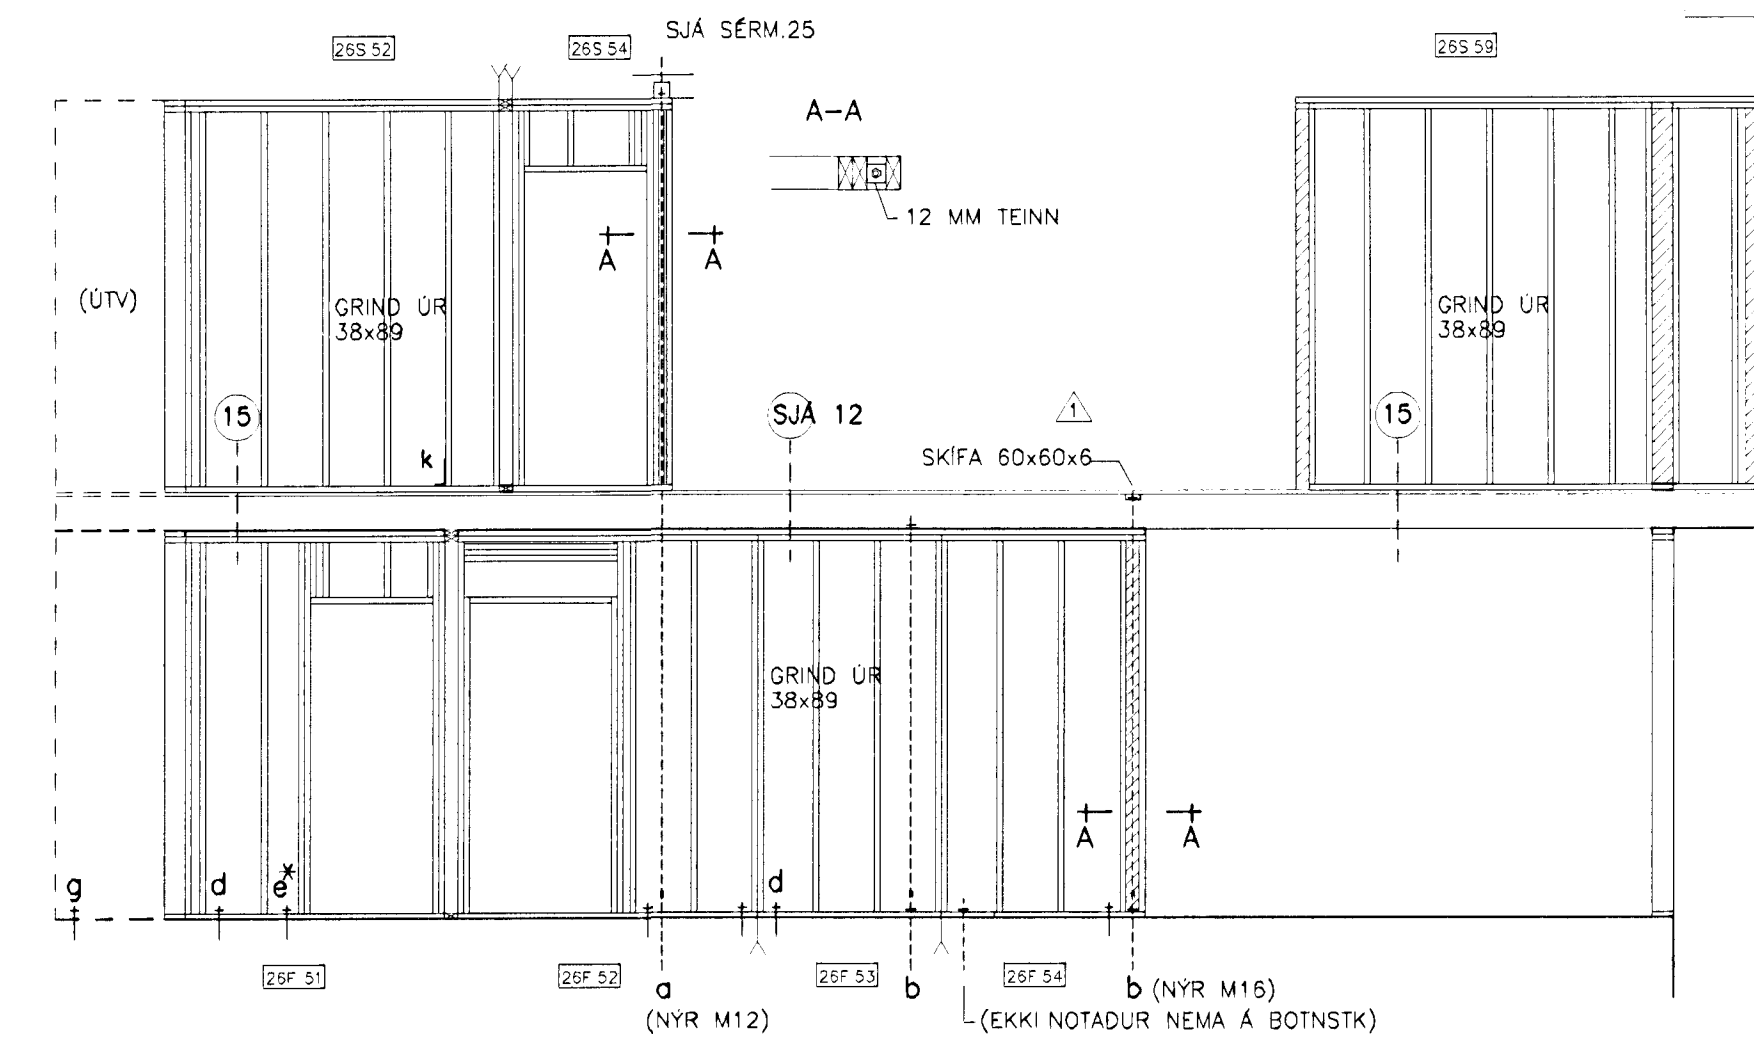 SJÁ SÉRM.25
26S 52
26S 54
26S 59
A-A
12 MM TEINN
A
A
(ÚTV)
GRIND ÚR
38x89
GRIND ÚR
38x89
15
SJÁ 12
1
15
k
SKÍFA 60x60x6
GRIND ÚR
38x89
A
A
g
d
e*
d
26F 51
26F 52
26F 53
26F 54
a
b
b (NÝR M16)
(NÝR M12)
(EKKI NOTADUR NEMA Á BOTNSTK)